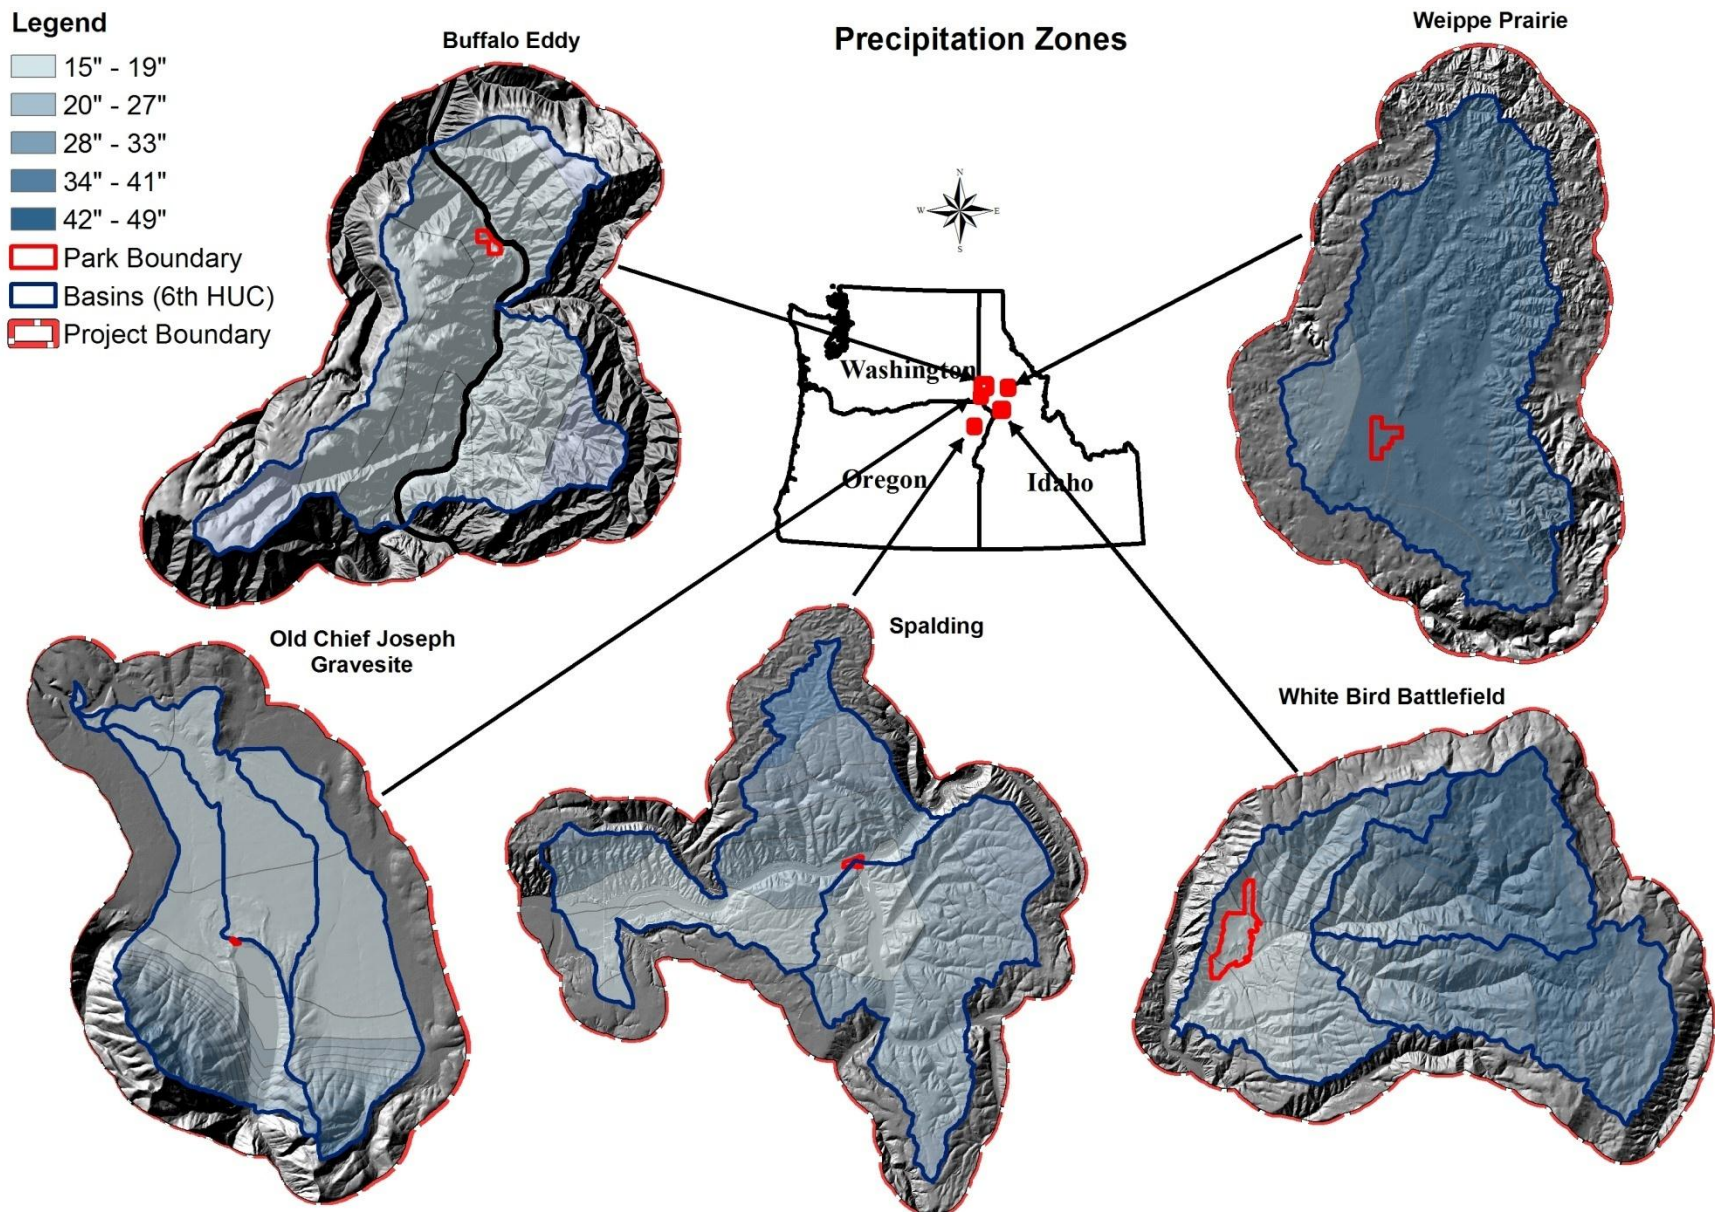 Legend
15" - 19"
20" - 27"
28" - 33"
34" - 41"
42" - 49"
Park Boundary
Basins (6th HUC)
Project Boundary
Buffalo Eddy
Precipitation Zones
Weippe Prairie
N
W
E
S
Washington
Oregon
Idaho
Old Chief Joseph
Gravesite
Spalding
White Bird Battlefield